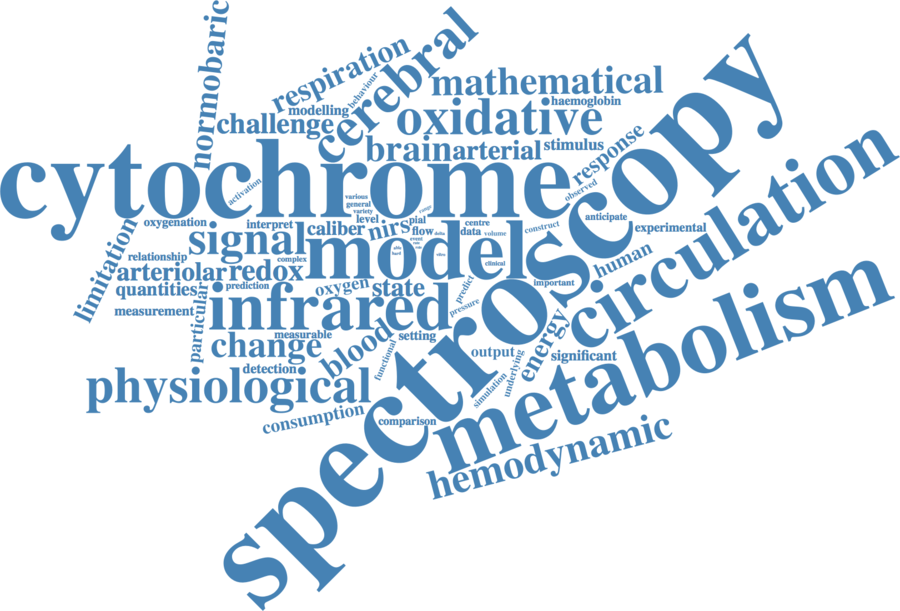 normobaric
respiration
cerebral
behaviour
modelling
challenge
mathematical
oxidative
haemoglobin
brain
arterial
stimulus
response
spectroscopy
cytochrome
activation
various
general
variety
range
observed
circulation
oxygenation
interpret
level
caliber
nirs
pial
flow
event
delta
centre
data
volume
construct
anticipate
experimental
limitation
signal
model
relationship
complex
clinical
human
arteriolar
redox
important
quantities
prediction
oxygen
state
predict
pressure
measurement
particular
infrared
measurable
setting
energy
metabolism
change
blood
functional
output
significant
detection
physiological
simulation
underlying
consumption
comparison
hemodynamic